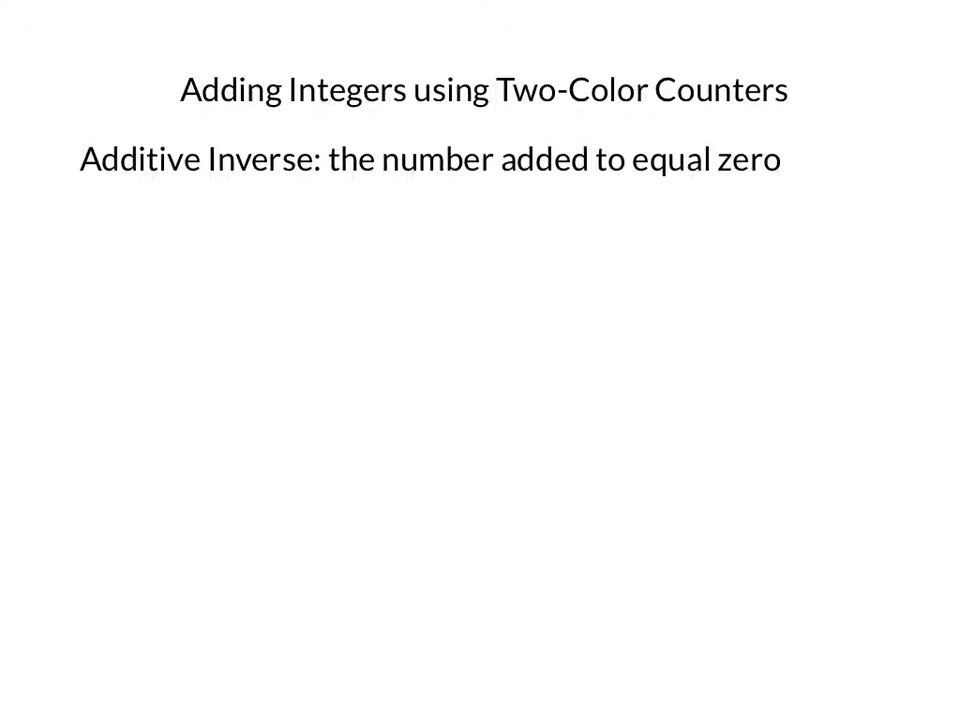 Adding Integers using Two-Color Counters
Additive Inverse: the number added to equal zero